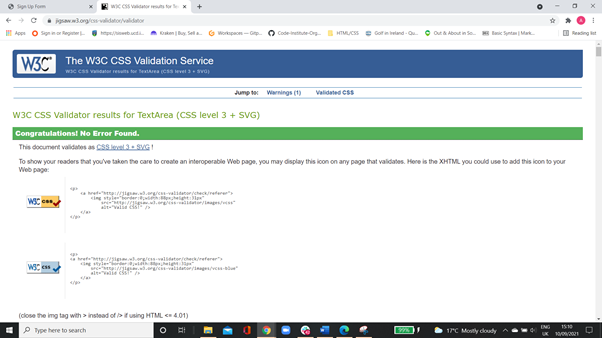 Sign Up Form
W3C CSS Validator results for Te
jigsaw.w3.org/css-validator/validator
Apps
Sign in or Register |...
Kraken | Buy, Sell a...
Workspaces — Gitp...
Code-Institute-Org...
HTML/CSS
Golf in Ireland - Qu...
Out & About in So...
Basic Syntax | Mark...
Reading list
W3C
The W3C CSS Validation Service
W3C CSS Validator results for TextArea (CSS level 3 + SVG)
Jump to: Warnings (1) Validated CSS
W3C CSS Validator results for TextArea (CSS level 3 + SVG)
Congratulations! No Error Found.
This document validates as CSS level 3 + SVG !
To show your readers that you've taken the care to create an interoperable Web page, you may display this icon on any page that validates. Here is the XHTML you could use to add this icon to your
Web page:
W3C css
<p>
<a href="http://jigsaw.w3.org/css-validator/check/referer">
<img style="border:0;width:88px;height:31px"
src="http://jigsaw.w3.org/css-validator/images/vcss"
alt="Valid CSS!" />
</a>
</p>
W3C css
<p>
<a href="http://jigsaw.w3.org/css-validator/check/referer">
<img style="border:0;width:88px;height:31px"
src="http://jigsaw.w3.org/css-validator/images/vcss-blue"
alt="Valid CSS!" />
</a>
</p>
(close the img tag with > instead of /> if using HTML <= 4.01)
Type here to search
99%
17°C Mostly cloudy
ENG
UK
15:10
10/09/2021